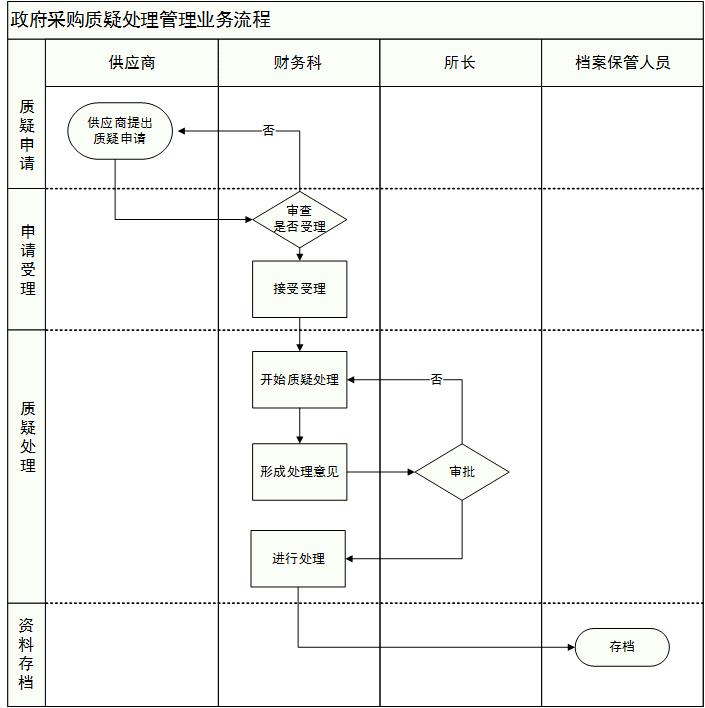 政府采购质疑处理管理业务流程
供应商
财务科
所长
档案保管人员
质疑申请
供应商提出
质疑申请
否
申请受理
审查
是否受理
接受受理
质疑处理
开始质疑处理
否
形成处理意见
审批
进行处理
资料存档
存档